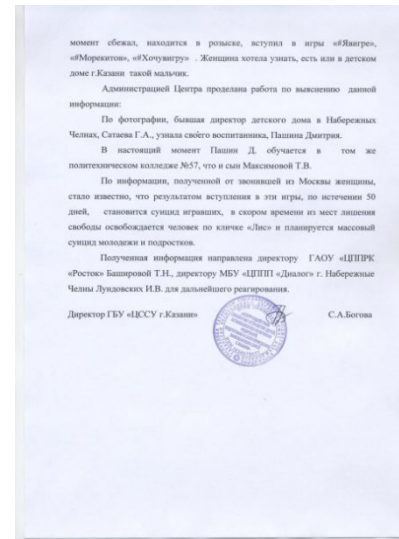 момент сбежал, находится в розыске, вступил в игры «#Явигре»,
«#Морекитов», «#Хочувигру» . Женщина хотела узнать, есть или в детском
доме г.Казани такой мальчик.
Администрацией Центра проделана работа по выяснению данной
информации:
По фотографии, бывшая директор детского дома в Набережных
Челнах, Сатаева Г.А., узнала своего воспитанника, Пашина Дмитрия.
В настоящий момент Пашин Д. обучается в том же
политехническом колледже №57, что и сын Максимовой Т.В.
По информации, полученной от звонившей из Москвы женщины,
стало известно, что результатом вступления в эти игры, по истечении 50
дней, становится суицид игравших, в скором времени из мест лишения
свободы освобождается человек по кличке «Лис» и планируется массовый
суицид молодежи и подростков.
Полученная информация направлена директору ГАОУ «ЦППРК
«Росток» Башировой Т.Н., директору МБУ «ЦППП «Диалог» г. Набережные
Челны Лундовских И.В. для дальнейшего реагирования.
Директор ГБУ «ЦССУ г.Казани» С.А.Богова